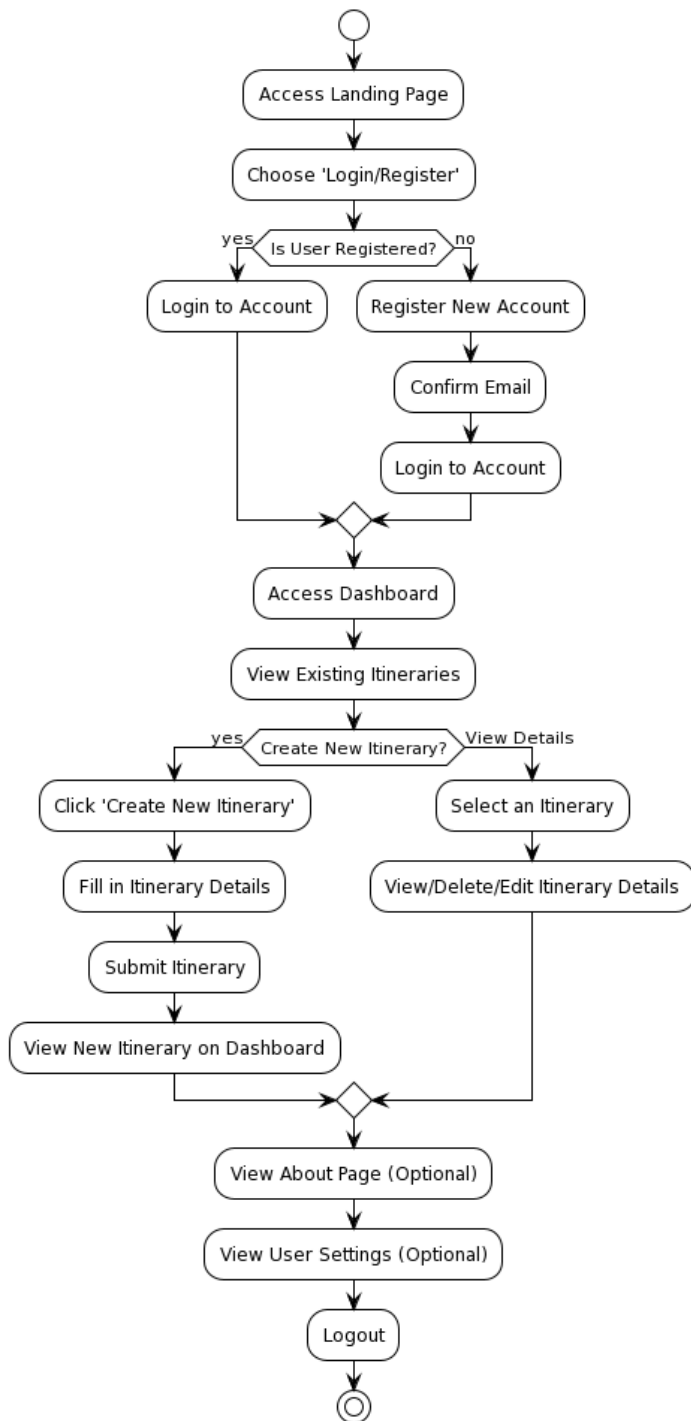 Access Landing Page
Choose 'Login/Register'
yes
Is User Registered?
no
Login to Account
Register New Account
Confirm Email
Login to Account
Access Dashboard
View Existing Itineraries
yes
Create New Itinerary?
View Details
Click 'Create New Itinerary'
Select an Itinerary
Fill in Itinerary Details
View/Delete/Edit Itinerary Details
Submit Itinerary
View New Itinerary on Dashboard
View About Page (Optional)
View User Settings (Optional)
Logout